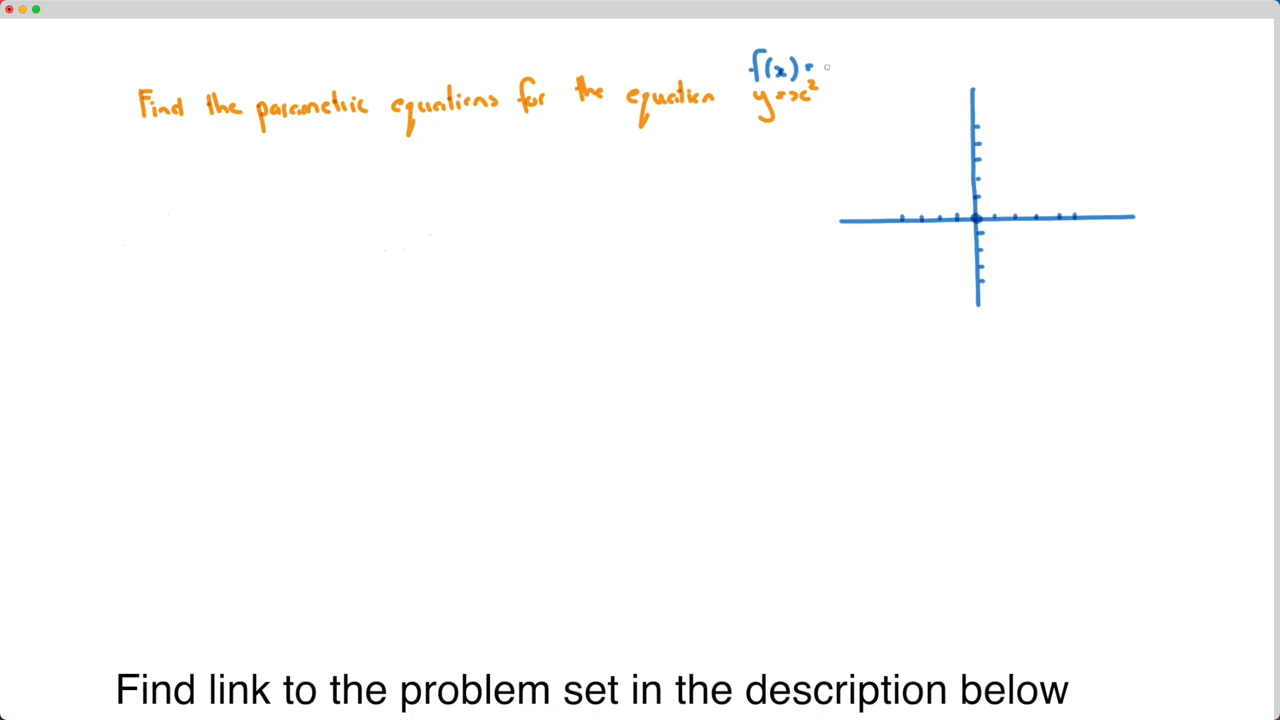 f(x) =
Find the parametric equations for the equation y = x²
Find link to the problem set in the description below